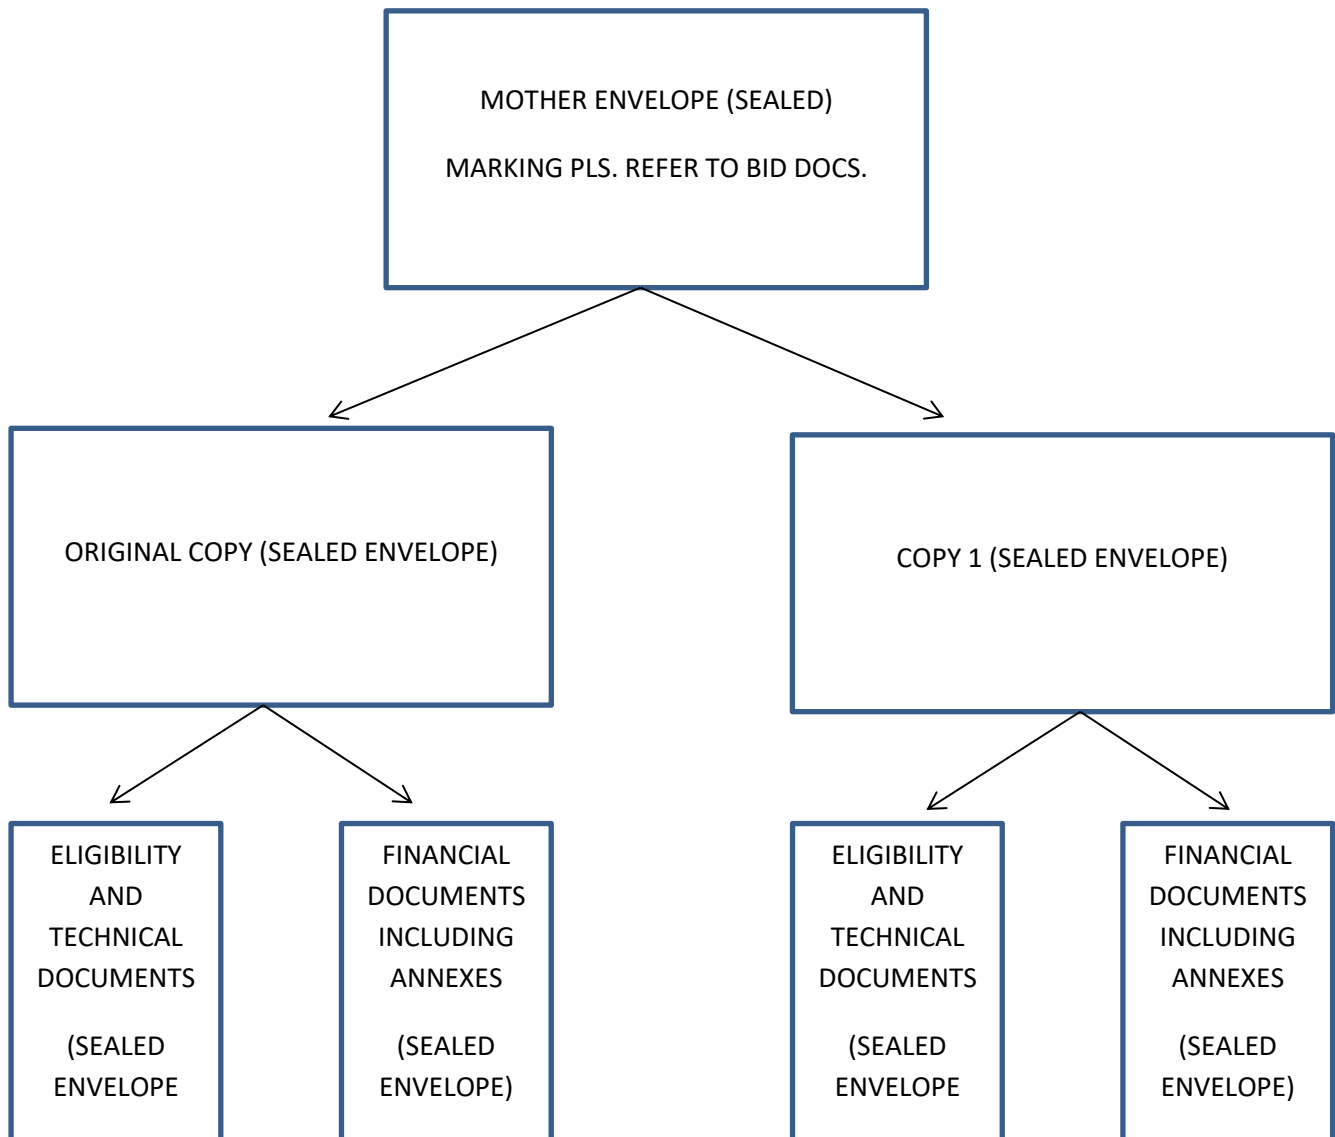 MOTHER ENVELOPE (SEALED)
MARKING PLS. REFER TO BID DOCS.
ORIGINAL COPY (SEALED ENVELOPE)
COPY 1 (SEALED ENVELOPE)
ELIGIBILITY
AND
TECHNICAL
DOCUMENTS
(SEALED
ENVELOPE
FINANCIAL
DOCUMENTS
INCLUDING
ANNEXES
(SEALED
ENVELOPE)
ELIGIBILITY
AND
TECHNICAL
DOCUMENTS
(SEALED
ENVELOPE
FINANCIAL
DOCUMENTS
INCLUDING
ANNEXES
(SEALED
ENVELOPE)